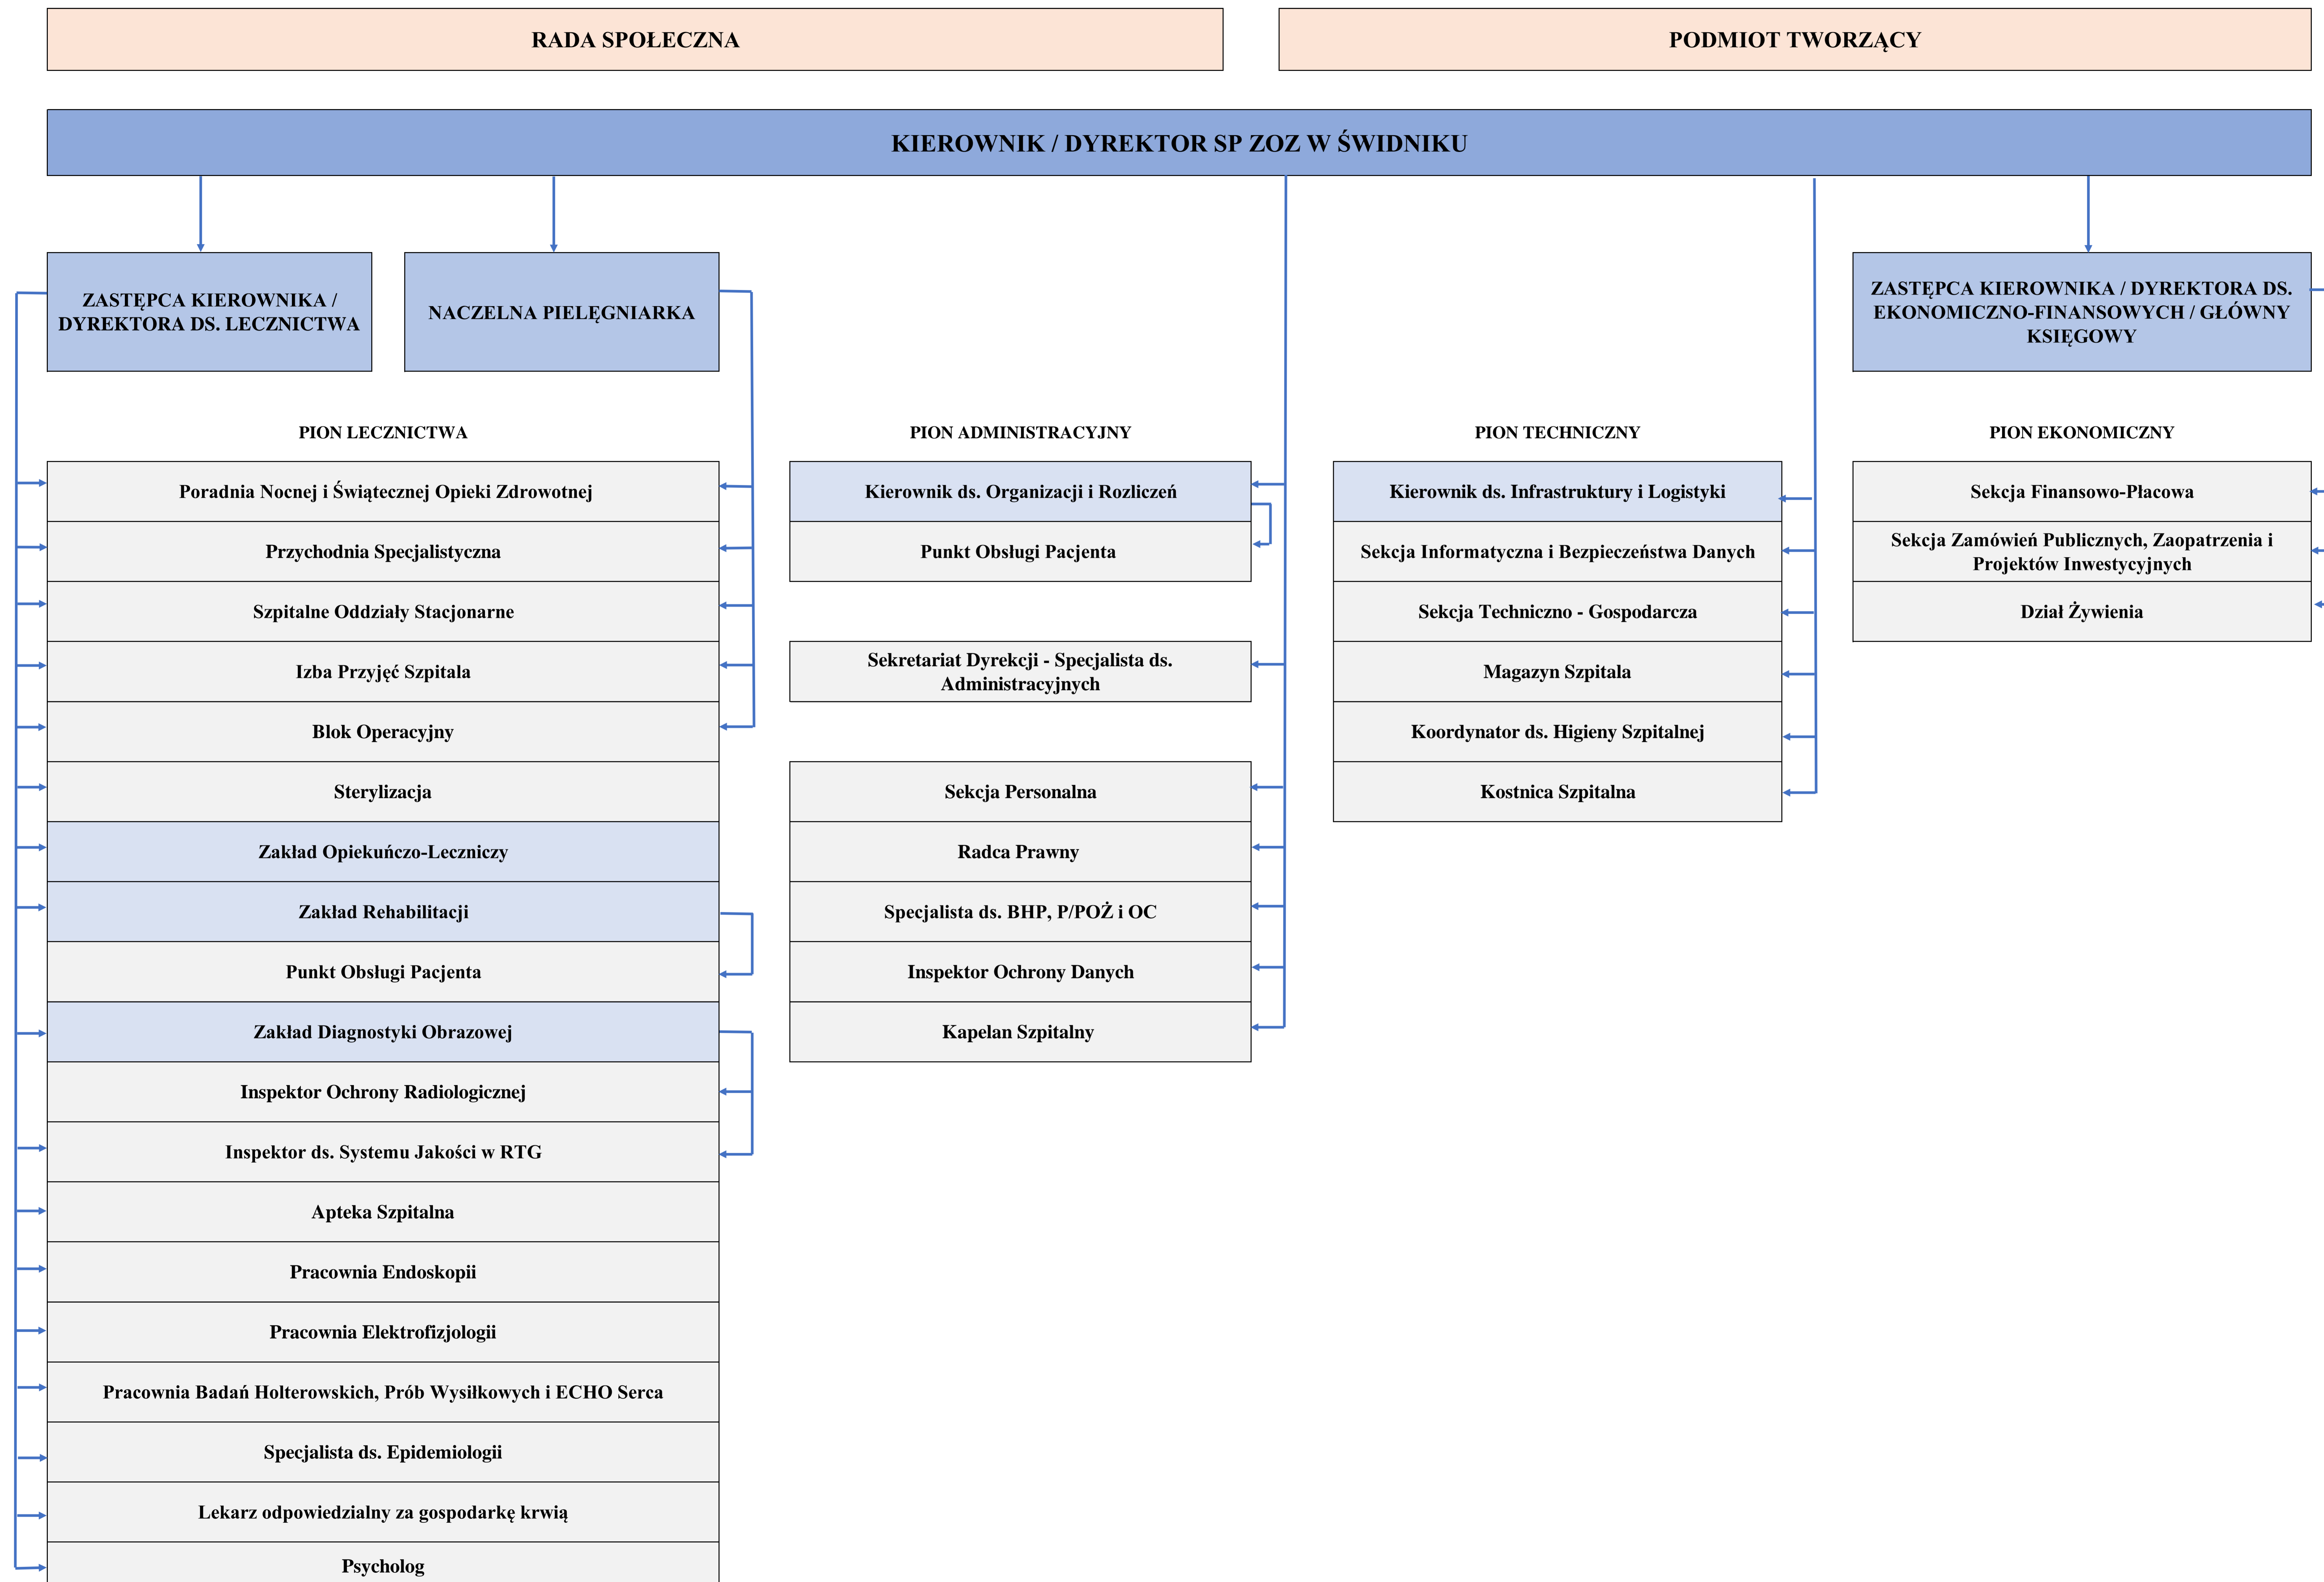 RADA SPOŁECZNA
PODMIOT TWORZĄCY
KIEROWNIK / DYREKTOR SP ZOZ W ŚWIDNIKU
ZASTĘPCA KIEROWNIKA /
DYREKTORA DS. LECZNICTWA
NACZELNA PIELĘGNIARKA
ZASTĘPCA KIEROWNIKA / DYREKTORA DS.
EKONOMICZNO-FINANSOWYCH / GŁÓWNY
KSIĘGOWY
PION LECZNICTWA
Poradnia Nocnej i Świątecznej Opieki Zdrowotnej
Przychodnia Specjalistyczna
Szpitalne Oddziały Stacjonarne
Izba Przyjęć Szpitala
Blok Operacyjny
Sterylizacja
Zakład Opiekuńczo-Leczniczy
Zakład Rehabilitacji
Punkt Obsługi Pacjenta
Zakład Diagnostyki Obrazowej
Inspektor Ochrony Radiologicznej
Inspektor ds. Systemu Jakości w RTG
Apteka Szpitalna
Pracownia Endoskopii
Pracownia Elektrofizjologii
Pracownia Badań Holterowskich, Prób Wysiłkowych i ECHO Serca
Specjalista ds. Epidemiologii
Lekarz odpowiedzialny za gospodarkę krwią
Psycholog
PION ADMINISTRACYJNY
Kierownik ds. Organizacji i Rozliczeń
Punkt Obsługi Pacjenta
Sekretariat Dyrekcji - Specjalista ds.
Administracyjnych
Sekcja Personalna
Radca Prawny
Specjalista ds. BHP, P/POŻ i OC
Inspektor Ochrony Danych
Kapelan Szpitalny
PION TECHNICZNY
Kierownik ds. Infrastruktury i Logistyki
Sekcja Informatyczna i Bezpieczeństwa Danych
Sekcja Techniczno - Gospodarcza
Magazyn Szpitala
Koordynator ds. Higieny Szpitalnej
Kostnica Szpitalna
PION EKONOMICZNY
Sekcja Finansowo-Płacowa
Sekcja Zamówień Publicznych, Zaopatrzenia i
Projektów Inwestycyjnych
Dział Żywienia